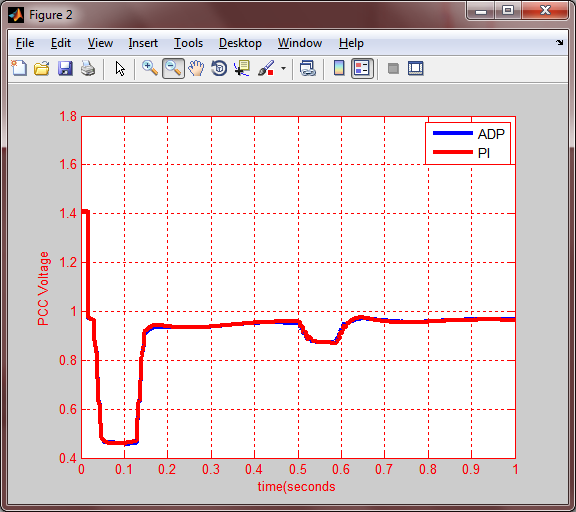 Figure 2
File Edit View Insert Tools Desktop Window Help
1.8
1.6
1.4
1.2
1
0.8
0.6
0.4
PCC Voltage
ADP
PI
0 0.1 0.2 0.3 0.4 0.5 0.6 0.7 0.8 0.9 1
time(seconds